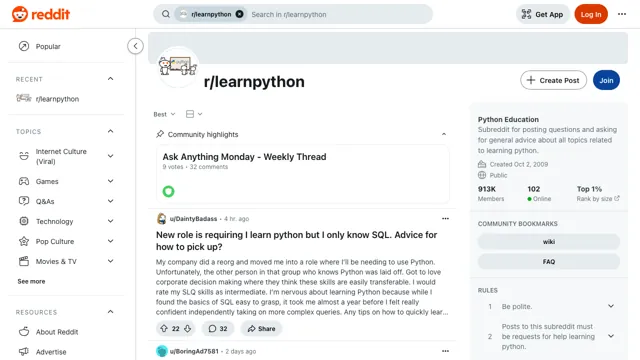 reddit
r/learnpython
Search in r/learnpython
Get App
Log In
Popular
RECENT
r/learnpython
TOPICS
Internet Culture
(Viral)
Games
Q&As
Technology
Pop Culture
Movies & TV
See more
RESOURCES
About Reddit
Advertise
r/learnpython
Create Post
Join
Best
Community highlights
Ask Anything Monday - Weekly Thread
9 votes • 32 comments
u/DaintyBadass • 4 hr. ago
New role is requiring I learn python but I only know SQL. Advice for
how to pick up?
My company did a reorg and moved me into a role where I'll be needing to use Python.
Unfortunately, the other person in that group who knows Python was laid off. Got to love
corporate decision making where they think these skills are easily transferable. I would
rate my SLQ skills as intermediate. I'm nervous about learning Python because while I
found the basics of SQL easy to grasp, it took me almost a year before I felt really
confident independently taking on more complex queries. Any tips on how to quickly lear...
22
32
Share
u/BoringAd7581 • 2 days ago
Python Education
Subreddit for posting questions and asking
for general advice about all topics related
to learning python.
Created Oct 2, 2009
Public
913K
Members
102
Online
Top 1%
Rank by size
COMMUNITY BOOKMARKS
wiki
FAQ
RULES
1 Be polite.
2 Posts to this subreddit must
be requests for help learning
python.